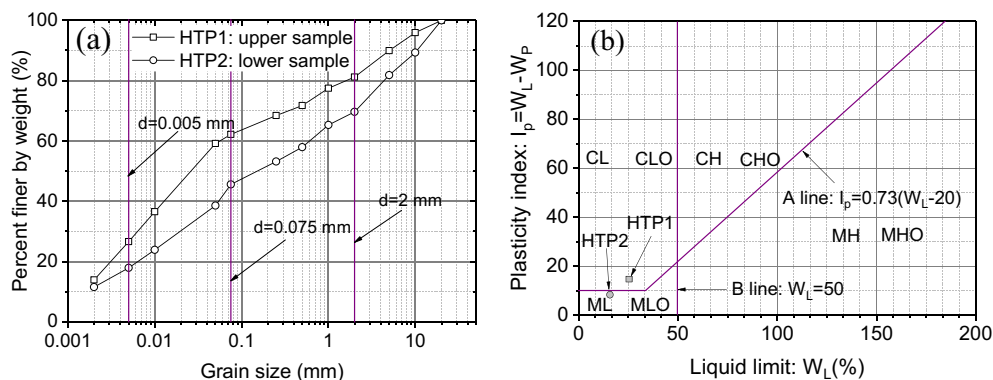 (a)
HTP1: upper sample
HTP2: lower sample
d=0.005 mm
d=0.075 mm
d=2 mm
Percent finer by weight (%)
100
80
60
40
20
0
0.001
0.01
0.1
1
10
Grain size (mm)
(b)
CL
CLO
CH
CHO
A line: Iₚ=0.73(W_L-20)
HTP1
HTP2
MH
MHO
ML
MLO
B line: W_L=50
Plasticity index: Iₚ=W_L-W_P
120
100
80
60
40
20
0
0
50
100
150
200
Liquid limit: W_L(%)